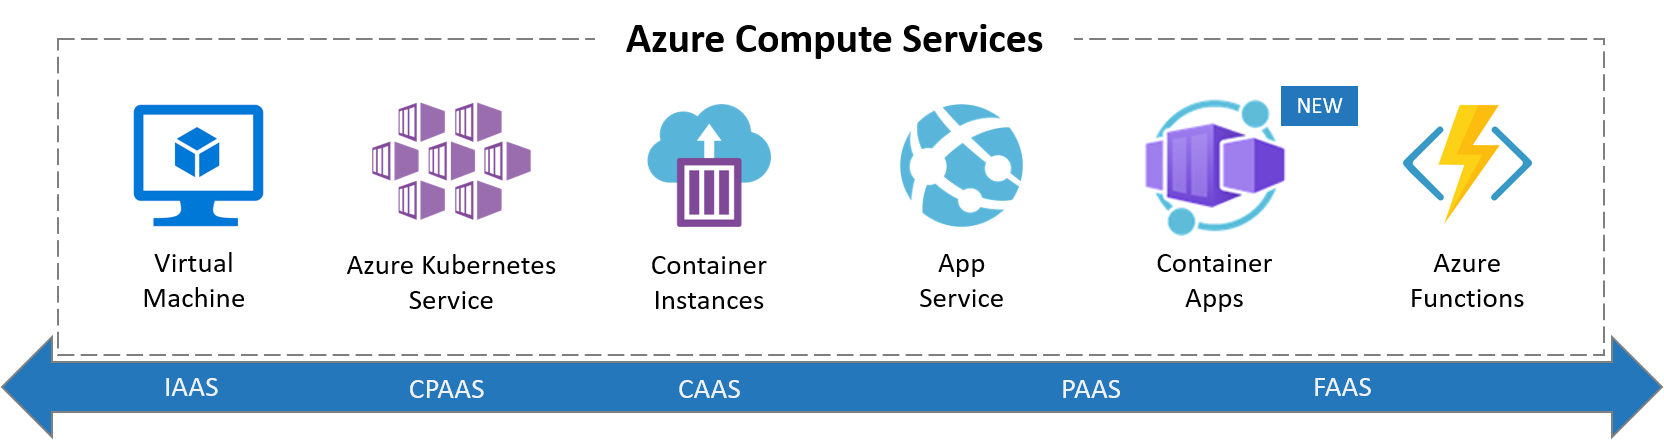 Azure Compute Services
NEW
Virtual
Machine
Azure Kubernetes
Service
Container
Instances
App
Service
Container
Apps
Azure
Functions
IAAS
CPAAS
CAAS
PAAS
FAAS